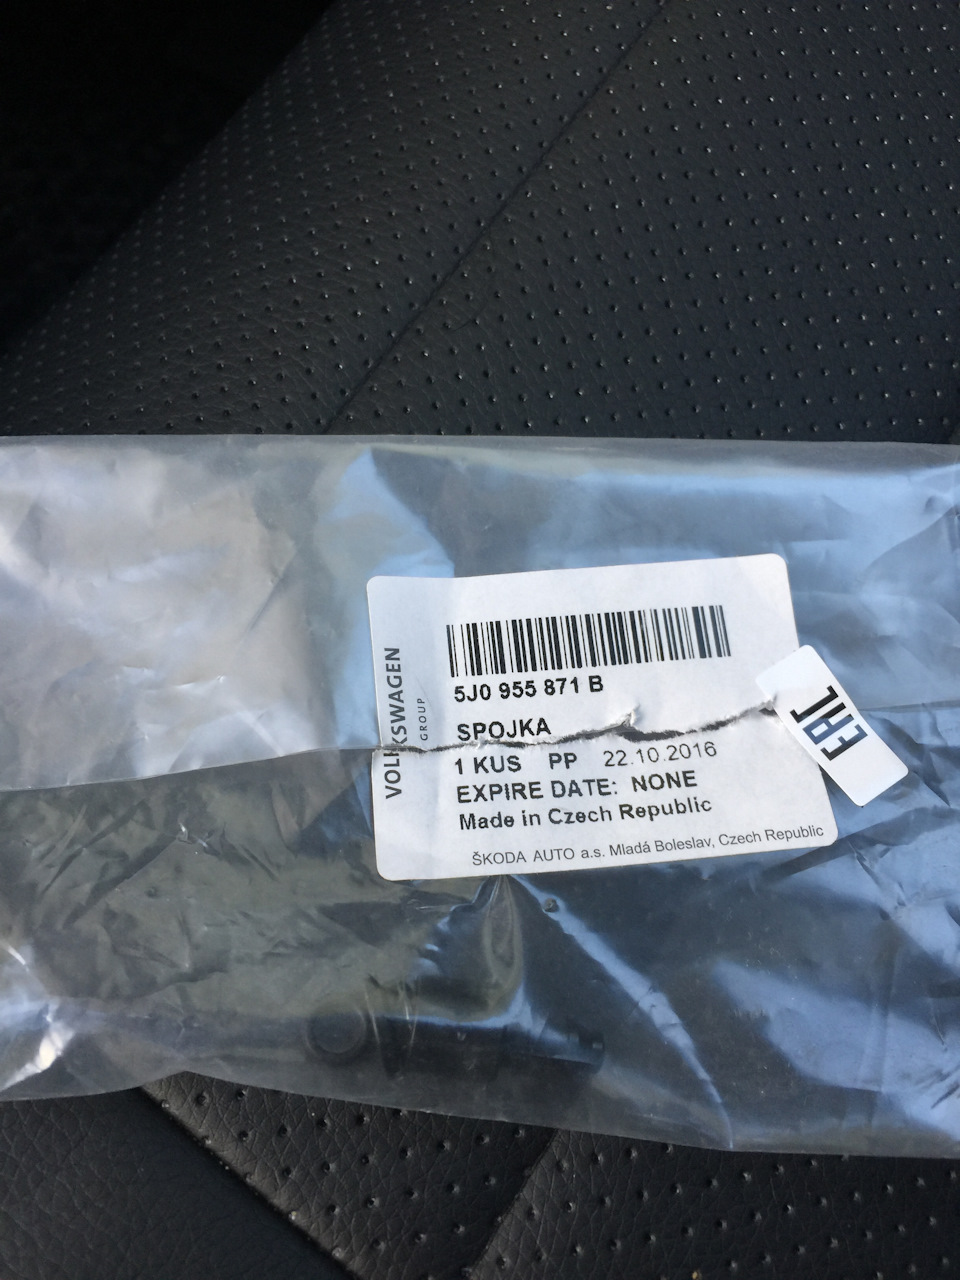 VOLKSWAGEN
GROUP
5J0 955 871 B
SPOJKA
1 KUS PP 22.10.2016
EXPIRE DATE: NONE
Made in Czech Republic
ŠKODA AUTO a.s. Mladá Boleslav, Czech Republic